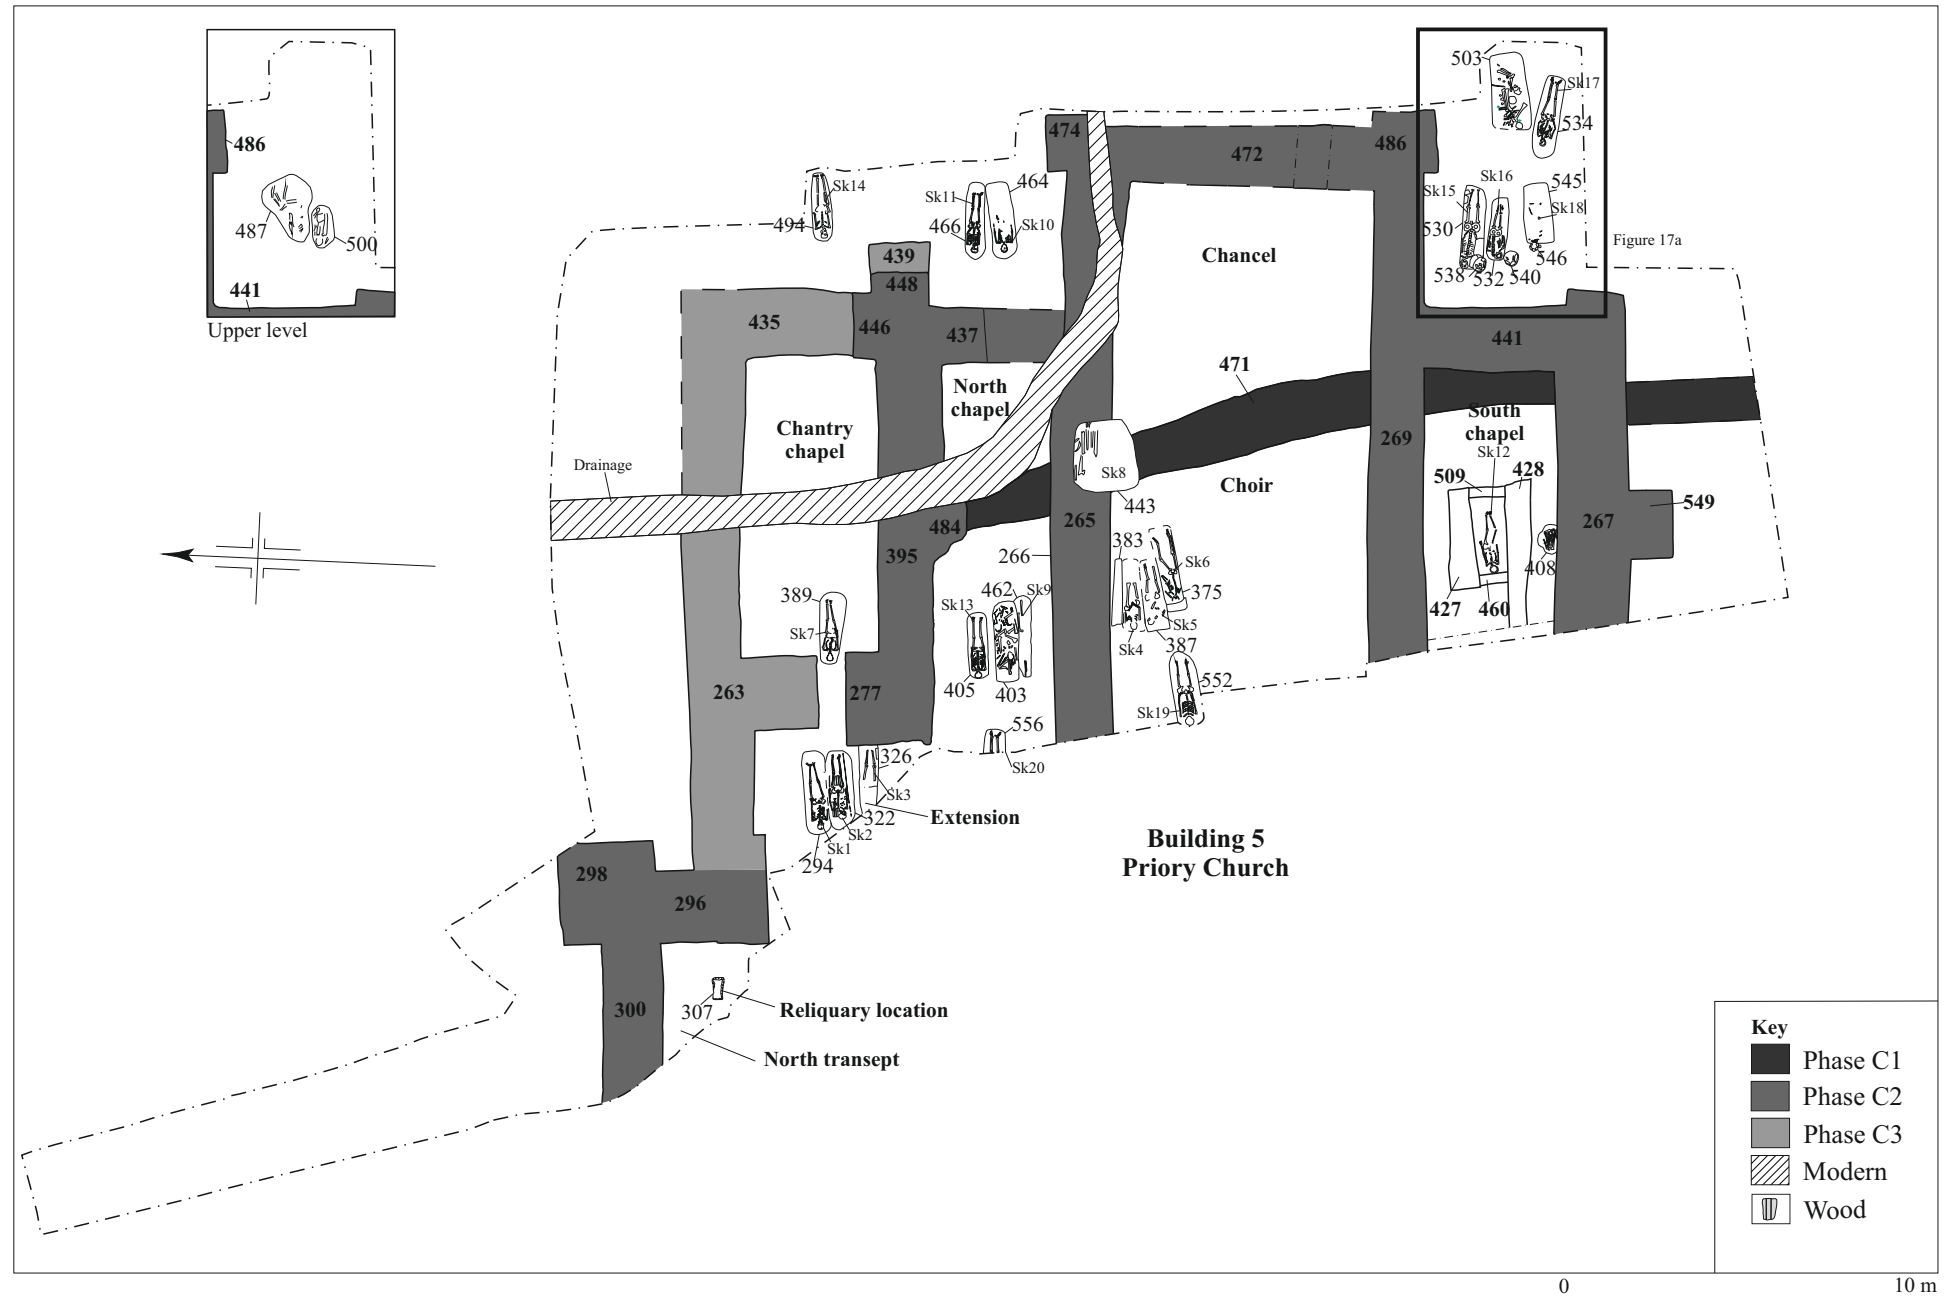 503
Sk17
534
486
487
500
441
Upper level
474
472
486
Sk14
494
Sk11
464
466
Sk10
Sk15
Sk16
545
Sk18
530
546
538
532
540
Figure 17a
439
448
Chancel
435
446
437
441
471
North
chapel
Chantry
chapel
269
South
chapel
Sk12
Drainage
Sk8
443
Choir
509
428
549
484
265
267
395
266
383
Sk6
375
408
427
460
389
Sk7
Sk13
462
Sk9
Sk5
Sk4
387
405
403
263
277
552
Sk19
556
Sk20
326
Sk3
322
Extension
Sk2
Sk1
294
Building 5
Priory Church
298
296
300
307
Reliquary location
North transept
Key
Phase C1
Phase C2
Phase C3
Modern
Wood
0
10 m